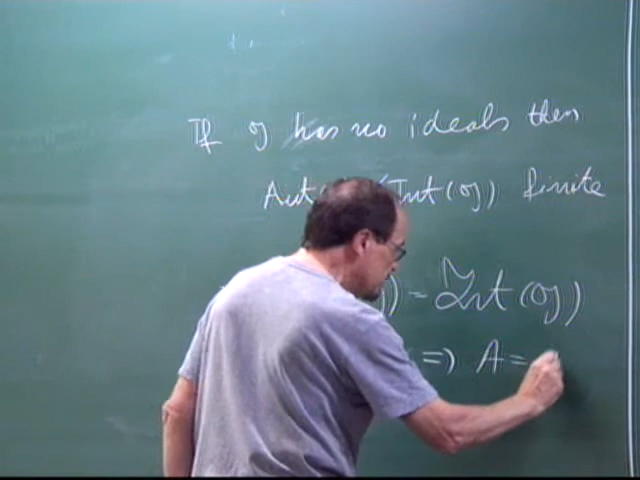 If g has no ideals then
Aut /Int(g) finite
) = Int(g)
=> A =